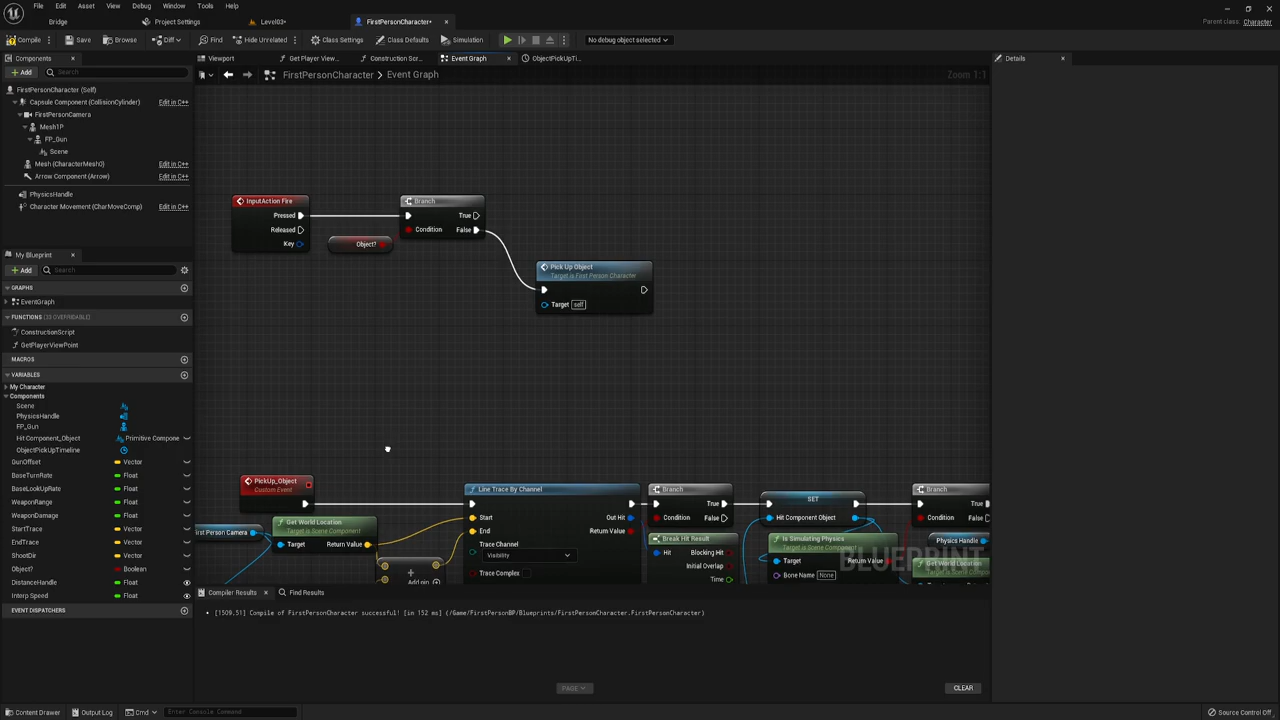 File Edit Asset View Debug Window Tools Help
Parent class: Character
Bridge Project Settings Level03* FirstPersonCharacter*
Compile Save Browse Diff Find Hide Unrelated Class Settings Class Defaults Simulation No debug object selected
Components
Add Search
FirstPersonCharacter (Self)
Capsule Component (CollisionCylinder) Edit in C++
FirstPersonCamera
Mesh1P
FP_Gun
Scene
Mesh (CharacterMesh0) Edit in C++
Arrow Component (Arrow) Edit in C++
PhysicsHandle
Character Movement (CharMoveComp) Edit in C++
My Blueprint
Add Search
GRAPHS
EventGraph
FUNCTIONS (33 OVERRIDABLE)
ConstructionScript
GetPlayerViewPoint
MACROS
VARIABLES
My Character
Components
Scene
PhysicsHandle
FP_Gun
Hit Component_Object Primitive Compone
ObjectPickUpTimeline
GunOffset Vector
BaseTurnRate Float
BaseLookUpRate Float
WeaponRange Float
WeaponDamage Float
StartTrace Vector
EndTrace Vector
ShootDir Vector
Object? Boolean
DistanceHandle Float
Interp Speed Float
EVENT DISPATCHERS
Viewport Get Player View... Construction Scr... Event Graph ObjectPickUpTi...
FirstPersonCharacter > Event Graph Zoom 1:1
InputAction Fire
Pressed
Released
Key
Object?
Branch
True
Condition False
Pick Up Object
Target is First Person Character
Target self
PickUp_Object
Custom Event
irst Person Camera
Get World Location
Target is Scene Component
Target Return Value
Add pin
Line Trace By Channel
Start Out Hit
End Return Value
Trace Channel
Visibility
Trace Complex
Branch
True
Condition False
Break Hit Result
Hit Blocking Hit
Initial Overlap
Time
SET
Hit Component Object
Is Simulating Physics
Target is Scene Component
Target Return Value
Bone Name None
Branch
True
Condition
Physics Handle
Get World Location
BLUEPRINT
Details
Compiler Results Find Results
[1509.51] Compile of FirstPersonCharacter successful! [in 152 ms] (/Game/FirstPersonBP/Blueprints/FirstPersonCharacter.FirstPersonCharacter)
PAGE CLEAR
Content Drawer Output Log Cmd Enter Console Command Source Control Off